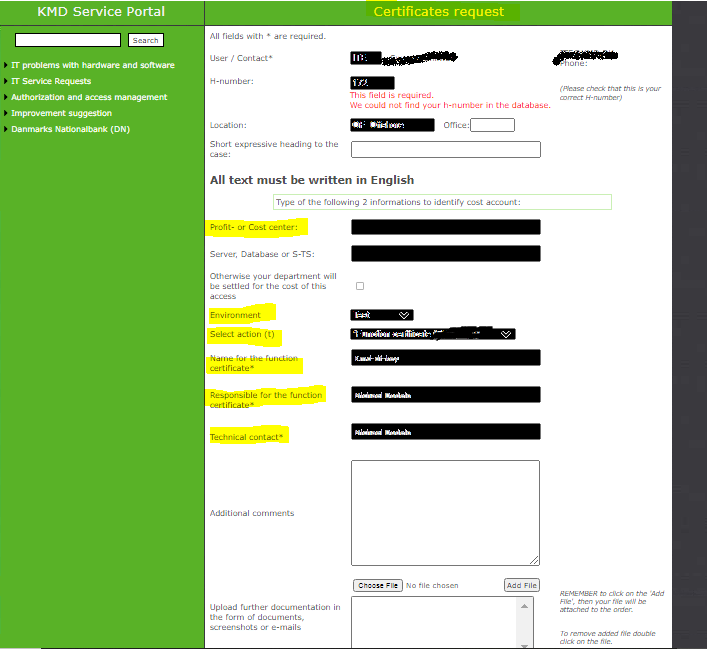 KMD Service Portal
Search
IT problems with hardware and software
IT Service Requests
Authorization and access management
Improvement suggestion
Danmarks Nationalbank (DN)
Certificates request
All fields with * are required.
User / Contact*
Phone:
H-number:
(Please check that this is your
correct H-number)
This field is required.
We could not find your h-number in the database.
Location:
Office:
Short expressive heading to the
case:
All text must be written in English
Type of the following 2 informations to identify cost account:
Profit- or Cost center:
Server, Database or S-TS:
Otherwise your department will
be settled for the cost of this
access
Environment
Test
Select action (t)
Name for the function
certificate*
Responsible for the function
certificate*
Technical contact*
Additional comments
Choose File No file chosen Add File
Upload further documentation in
the form of documents,
screenshots or e-mails
REMEMBER to click on the 'Add
File', then your file will be
attached to the order.
To remove added file double
click on the file.